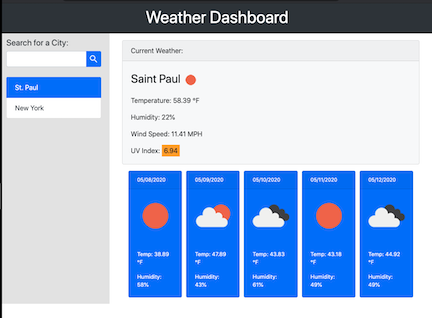 Weather Dashboard
Search for a City:
St. Paul
New York
Current Weather:
Saint Paul
Temperature: 58.39 °F
Humidity: 22%
Wind Speed: 11.41 MPH
UV Index: 6.94
05/08/2020
Temp: 38.89
°F
Humidity:
58%
05/09/2020
Temp: 47.89
°F
Humidity:
43%
05/10/2020
Temp: 43.83
°F
Humidity:
61%
05/11/2020
Temp: 43.16
°F
Humidity:
49%
05/12/2020
Temp: 44.92
°F
Humidity:
49%